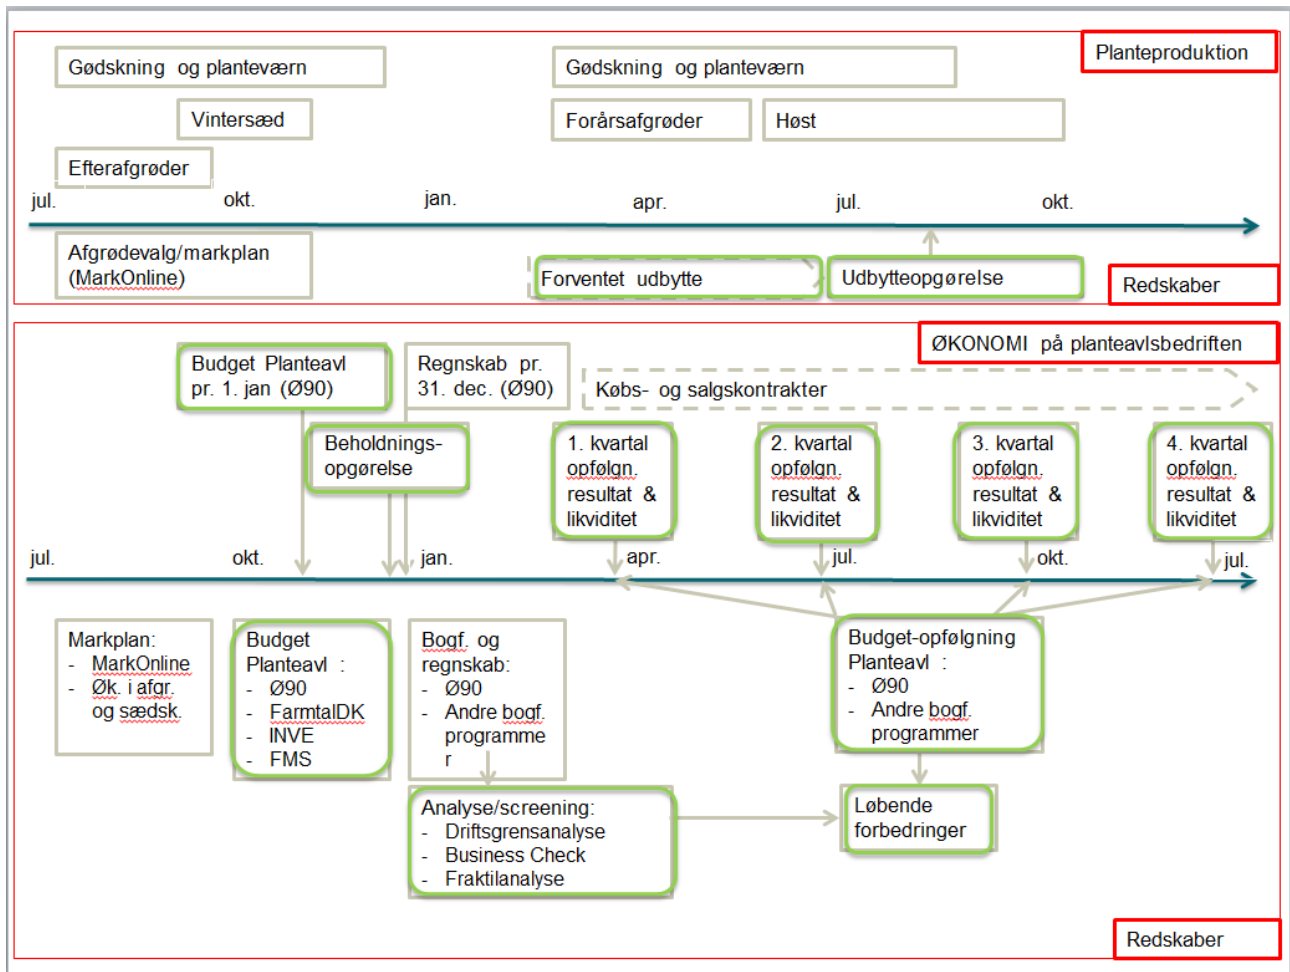 Planteproduktion
Gødskning og planteværn
Gødskning og planteværn
Vintersæd
Forårsafgrøder
Høst
Efterafgrøder
jul.
okt.
jan.
apr.
jul.
okt.
Afgrødevalg/markplan
(MarkOnline)
Forventet udbytte
Udbytteopgørelse
Redskaber
ØKONOMI på planteavlsbedriften
Budget Planteavl
pr. 1. jan (Ø90)
Regnskab pr.
31. dec. (Ø90)
Købs- og salgskontrakter
Beholdnings-
opgørelse
1. kvartal
opfølgn.
resultat &
likviditet
2. kvartal
opfølgn.
resultat &
likviditet
3. kvartal
opfølgn.
resultat &
likviditet
4. kvartal
opfølgn.
resultat &
likviditet
jul.
okt.
jan.
apr.
jul.
okt.
jul.
Markplan:
- MarkOnline
- Øk. i afgr.
og sædsk.
Budget
Planteavl :
- Ø90
- FarmtalDK
- INVE
- FMS
Bogf. og
regnskab:
- Ø90
- Andre bogf.
programme
r
Budget-opfølgning
Planteavl :
- Ø90
- Andre bogf.
programmer
Analyse/screening:
- Driftsgrensanalyse
- Business Check
- Fraktilanalyse
Løbende
forbedringer
Redskaber